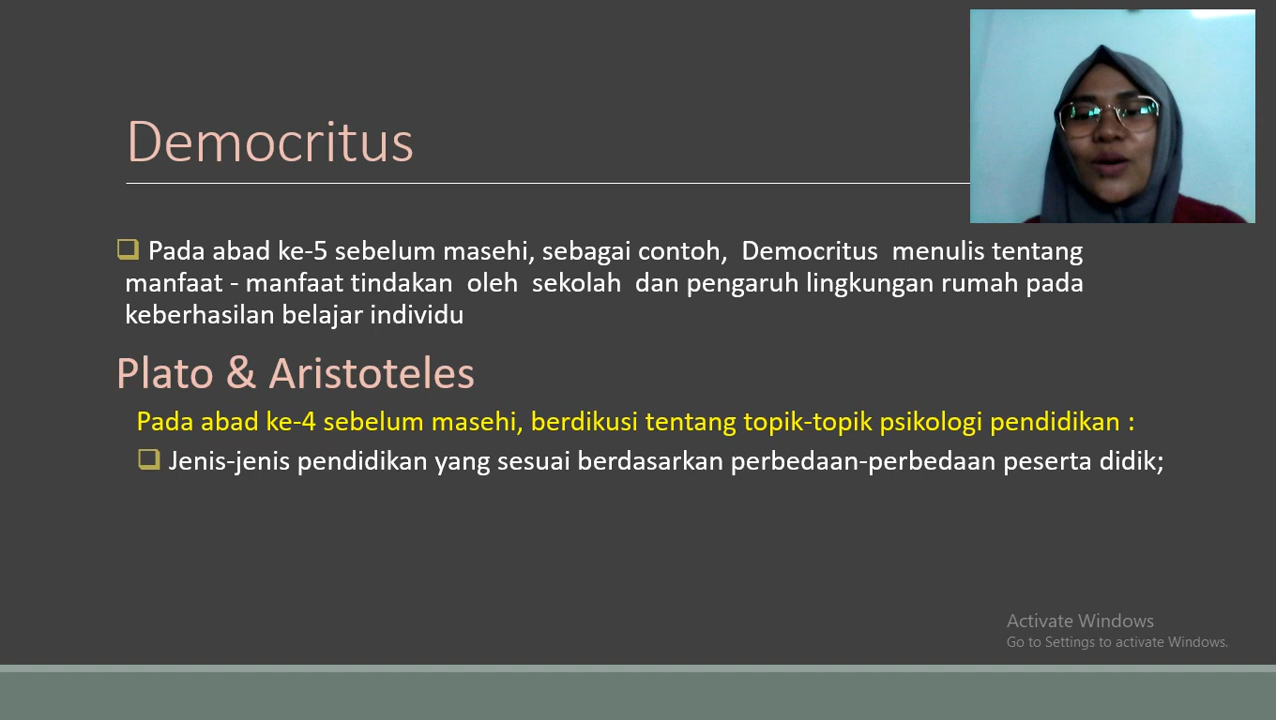 Democritus
Pada abad ke-5 sebelum masehi, sebagai contoh, Democritus menulis tentang
manfaat - manfaat tindakan oleh sekolah dan pengaruh lingkungan rumah pada
keberhasilan belajar individu
Plato & Aristoteles
Pada abad ke-4 sebelum masehi, berdikusi tentang topik-topik psikologi pendidikan :
Jenis-jenis pendidikan yang sesuai berdasarkan perbedaan-perbedaan peserta didik;
Activate Windows
Go to Settings to activate Windows.